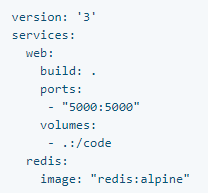 version: '3'
services:
  web:
    build: .
    ports:
     - "5000:5000"
    volumes:
     - .:/code
  redis:
    image: "redis:alpine"